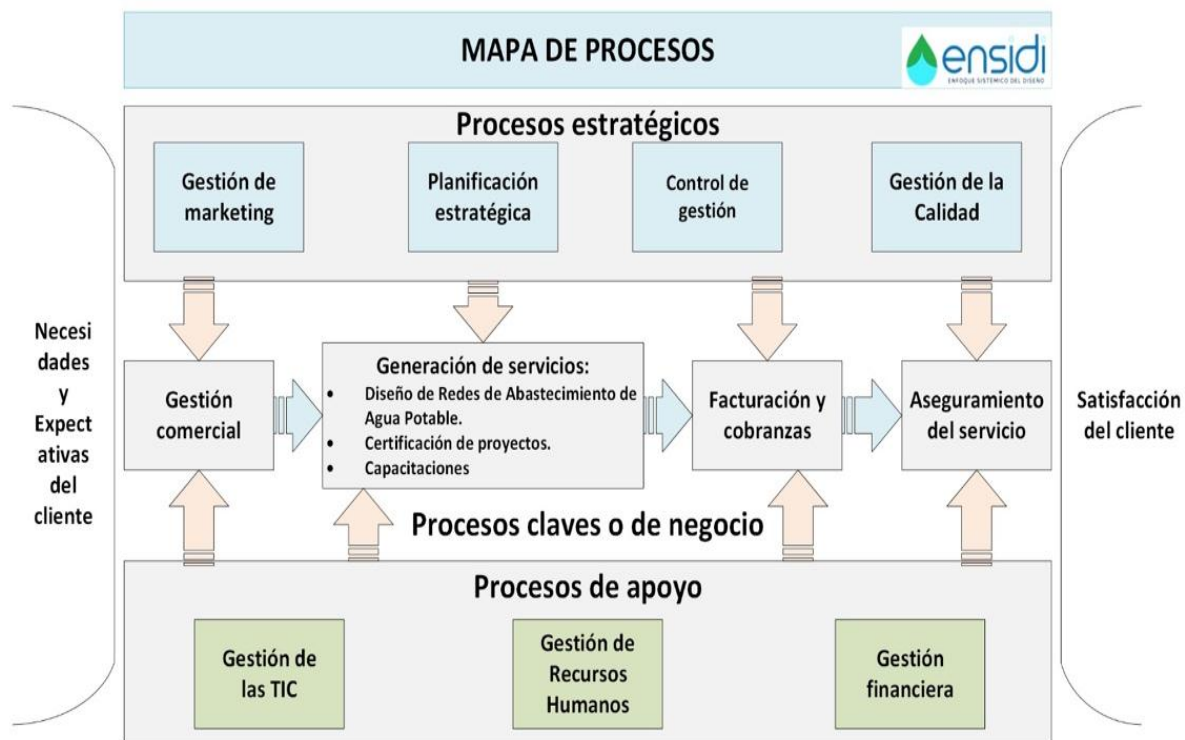 MAPA DE PROCESOS
ensidi
ENFOQUE SISTÉMICO DEL DISEÑO
Procesos estratégicos
Gestión de
marketing
Planificación
estratégica
Control de
gestión
Gestión de la
Calidad
Necesi
dades
y
Expect
ativas
del
cliente
Gestión
comercial
Generación de servicios:
• Diseño de Redes de Abastecimiento de
Agua Potable.
• Certificación de proyectos.
• Capacitaciones
Facturación y
cobranzas
Aseguramiento
del servicio
Satisfacción
del cliente
Procesos claves o de negocio
Procesos de apoyo
Gestión de
las TIC
Gestión de
Recursos
Humanos
Gestión
financiera